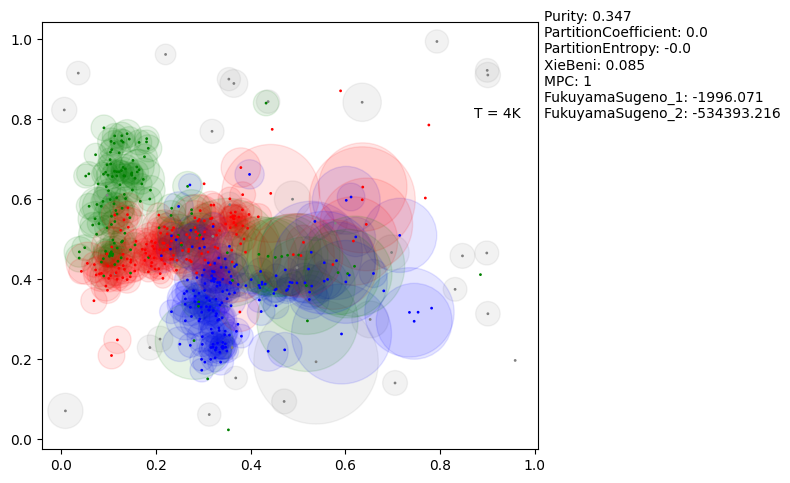 Purity: 0.347
PartitionCoefficient: 0.0
PartitionEntropy: -0.0
XieBeni: 0.085
MPC: 1
FukuyamaSugeno_1: -1996.071
FukuyamaSugeno_2: -534393.216
T = 4K
1.0
0.8
0.6
0.4
0.2
0.0
0.0 0.2 0.4 0.6 0.8 1.0